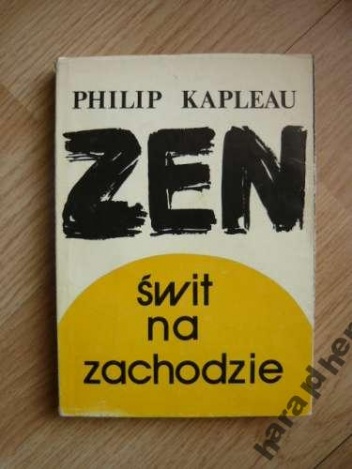 PHILIP KAPLEAU
ZEN
świt
na
zachodzie